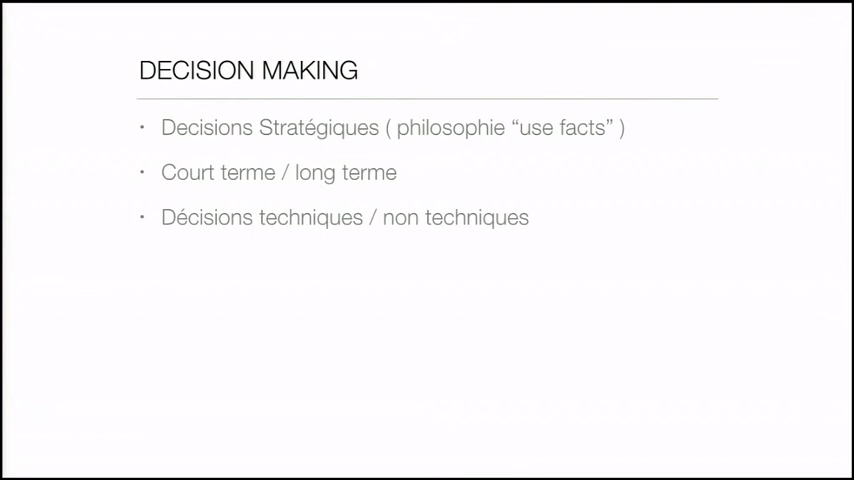 DECISION MAKING
• Decisions Stratégiques ( philosophie “use facts” )
• Court terme / long terme
• Décisions techniques / non techniques